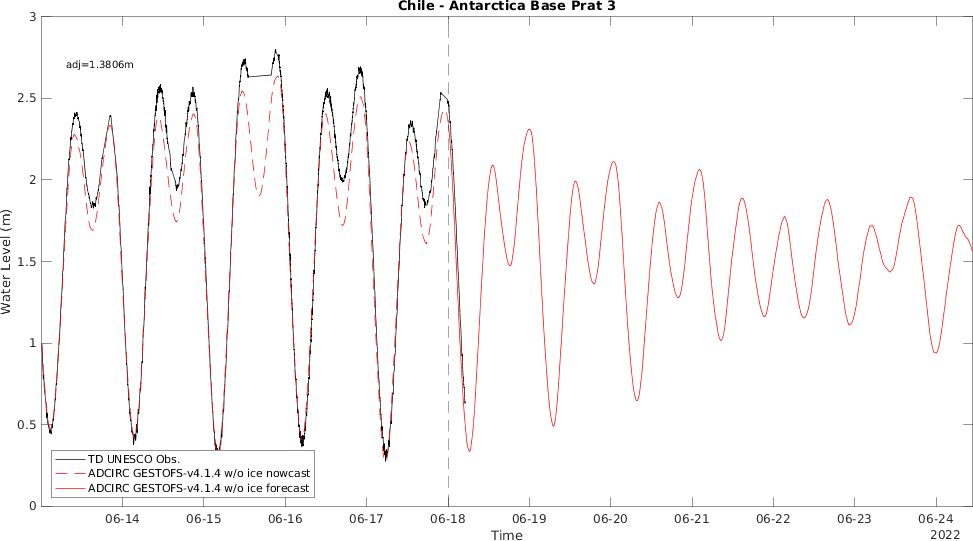 Chile - Antarctica Base Prat 3
3
adj=1.3806m
2.5
2
1.5
1
0.5
0
Water Level (m)
TD UNESCO Obs.
ADCIRC GESTOFS-v4.1.4 w/o ice nowcast
ADCIRC GESTOFS-v4.1.4 w/o ice forecast
06-14 06-15 06-16 06-17 06-18 06-19 06-20 06-21 06-22 06-23 06-24
Time 2022